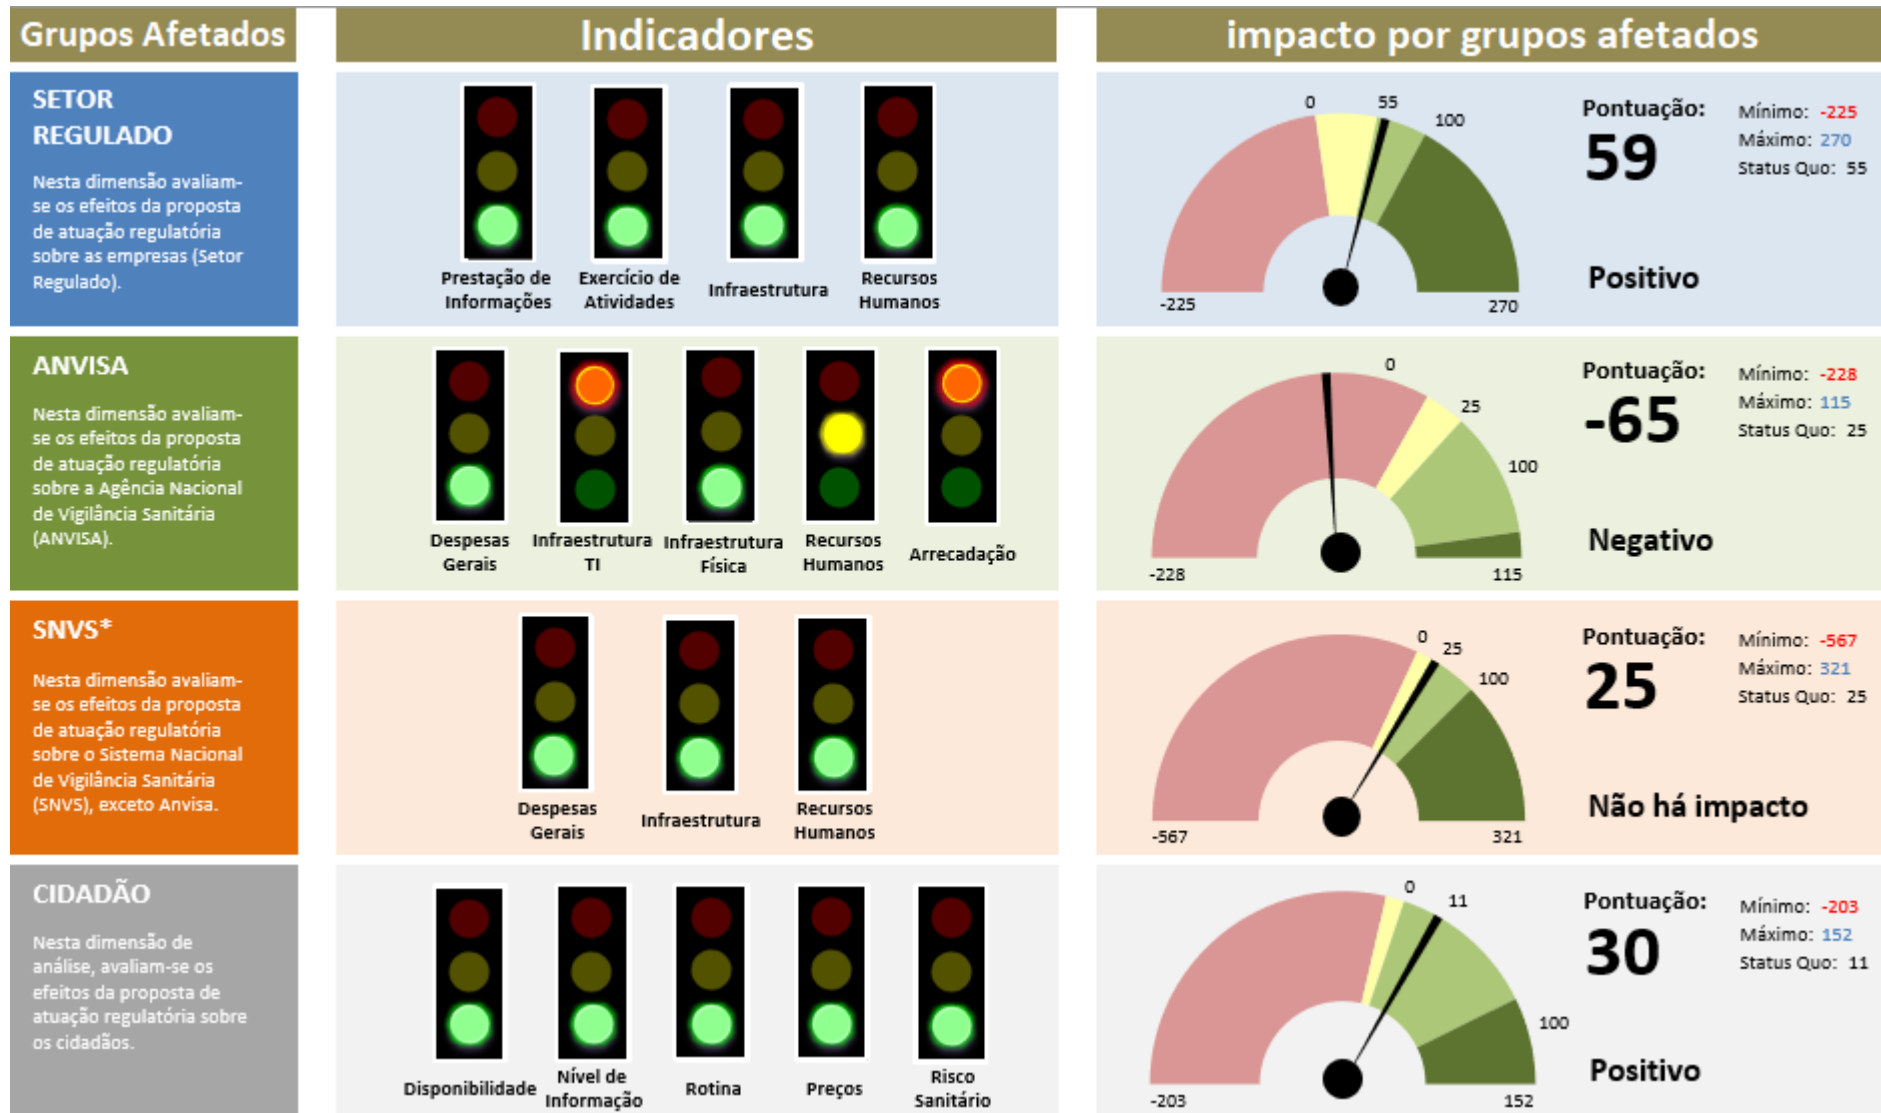 Grupos Afetados
Indicadores
impacto por grupos afetados
SETOR
REGULADO
Nesta dimensão avaliam-
se os efeitos da proposta
de atuação regulatória
sobre as empresas (Setor
Regulado).
Prestação de
Informações
Exercício de
Atividades
Infraestrutura
Recursos
Humanos
0
55
100
-225
270
Pontuação:
59
Positivo
Mínimo: -225
Máximo: 270
Status Quo: 55
ANVISA
Nesta dimensão avaliam-
se os efeitos da proposta
de atuação regulatória
sobre a Agência Nacional
de Vigilância Sanitária
(ANVISA).
Despesas
Gerais
Infraestrutura
TI
Infraestrutura
Física
Recursos
Humanos
Arrecadação
0
25
100
-228
115
Pontuação:
-65
Negativo
Mínimo: -228
Máximo: 115
Status Quo: 25
SNVS*
Nesta dimensão avaliam-
se os efeitos da proposta
de atuação regulatória
sobre o Sistema Nacional
de Vigilância Sanitária
(SNVS), exceto Anvisa.
Despesas
Gerais
Infraestrutura
Recursos
Humanos
0
25
100
-567
321
Pontuação:
25
Não há impacto
Mínimo: -567
Máximo: 321
Status Quo: 25
CIDADÃO
Nesta dimensão de
análise, avaliam-se os
efeitos da proposta de
atuação regulatória sobre
os cidadãos.
Disponibilidade
Nível de
Informação
Rotina
Preços
Risco
Sanitário
0
11
100
-203
152
Pontuação:
30
Positivo
Mínimo: -203
Máximo: 152
Status Quo: 11